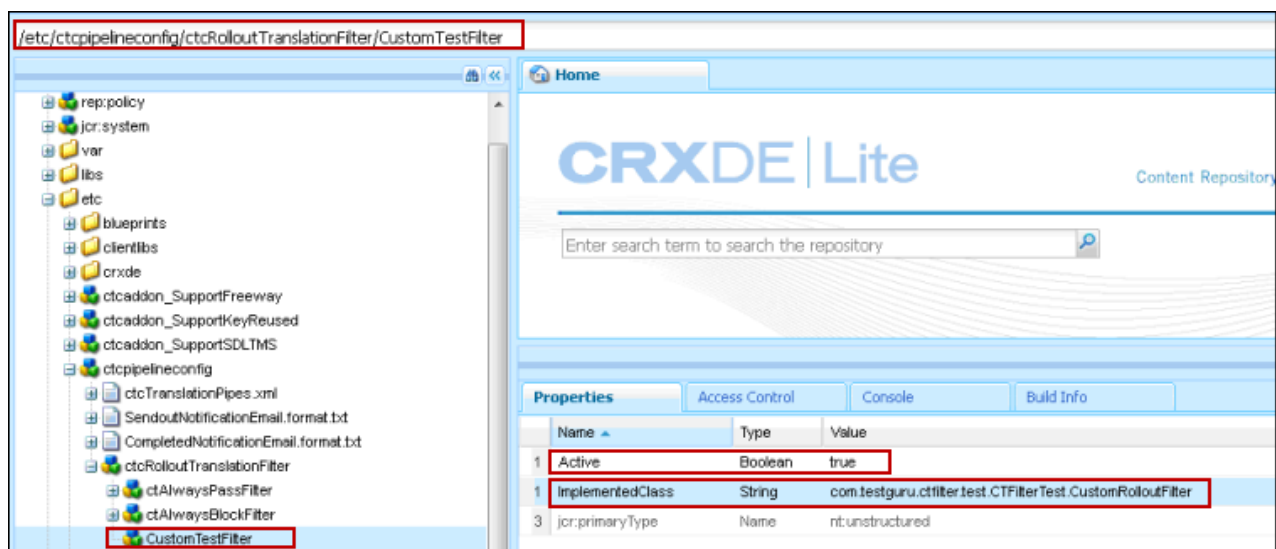 /etc/ctcpipelineconfig/ctcRolloutTranslationFilter/CustomTestFilter
Home
rep:policy
jcr:system
var
libs
etc
blueprints
clientlibs
crxde
ctcaddon_SupportFreeway
ctcaddon_SupportKeyReused
ctcaddon_SupportSDLTMS
ctcpipelineconfig
ctcTranslationPipes.xml
SendoutNotificationEmail.format.txt
CompletedNotificationEmail.format.txt
ctcRolloutTranslationFilter
ctAlwaysPassFilter
ctAlwaysBlockFilter
CustomTestFilter
CRXDE Lite
Content Repository
Enter search term to search the repository
Properties Access Control Console Build Info
Name Type Value
1 Active Boolean true
1 ImplementedClass String com.testguru.ctfilter.test.CTFilterTest.CustomRolloutFilter
3 jcr:primaryType Name nt:unstructured